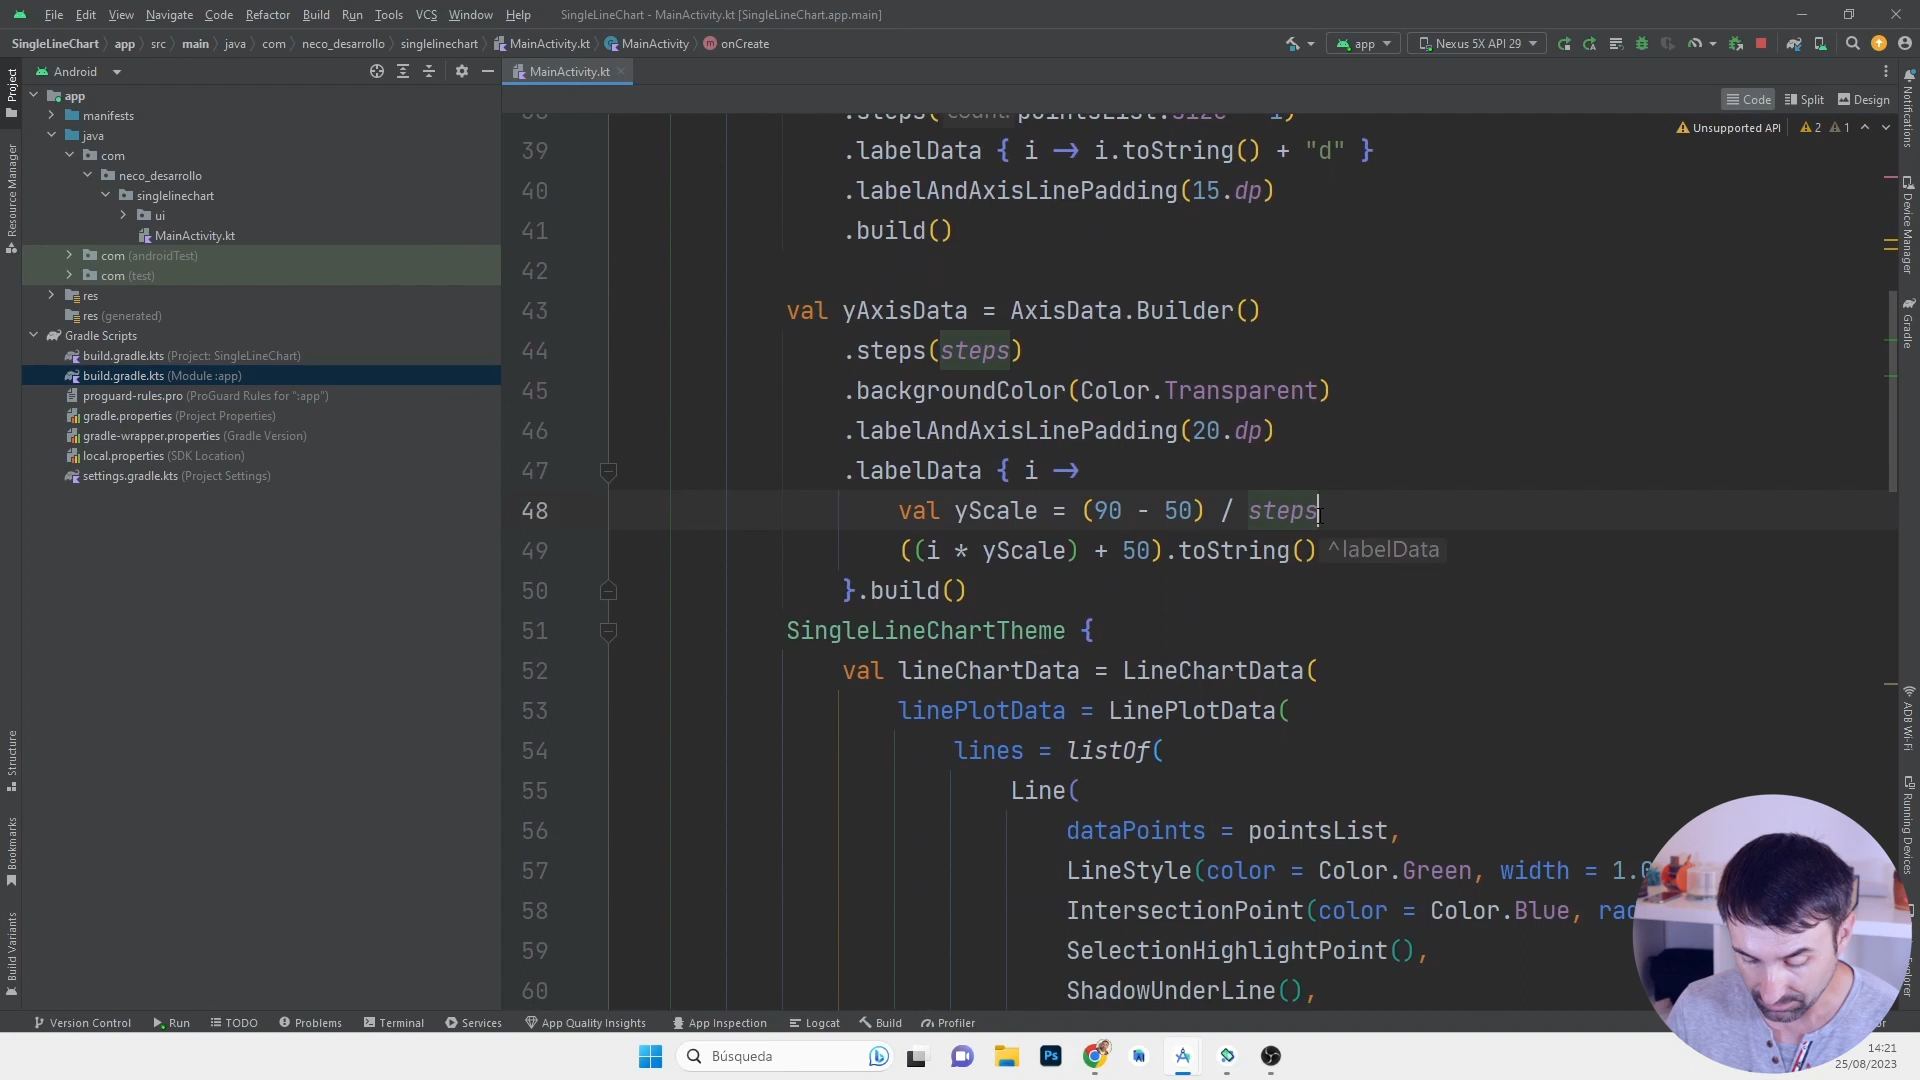 File Edit View Navigate Code Refactor Build Run Tools VCS Window Help SingleLineChart - MainActivity.kt [SingleLineChart.app.main]
SingleLineChart app src main java com neco_desarrollo singlelinechart MainActivity.kt MainActivity onCreate app Nexus 5X API 29
Android
MainActivity.kt
Code Split Design
Unsupported API 2 1
Project
Resource Manager
Structure
Bookmarks
Build Variants
app
manifests
java
com
neco_desarrollo
singlelinechart
ui
MainActivity.kt
com (androidTest)
com (test)
res
res (generated)
Gradle Scripts
build.gradle.kts (Project: SingleLineChart)
build.gradle.kts (Module :app)
proguard-rules.pro (ProGuard Rules for ":app")
gradle.properties (Project Properties)
gradle-wrapper.properties (Gradle Version)
local.properties (SDK Location)
settings.gradle.kts (Project Settings)
39 .labelData { i → i.toString() + "d" }
40 .labelAndAxisLinePadding(15.dp)
41 .build()
42
43 val yAxisData = AxisData.Builder()
44 .steps(steps)
45 .backgroundColor(Color.Transparent)
46 .labelAndAxisLinePadding(20.dp)
47 .labelData { i →
48 val yScale = (90 - 50) / steps
49 ((i * yScale) + 50).toString() ^labelData
50 }.build()
51 SingleLineChartTheme {
52 val lineChartData = LineChartData(
53 linePlotData = LinePlotData(
54 lines = listOf(
55 Line(
56 dataPoints = pointsList,
57 LineStyle(color = Color.Green, width = 1.0
58 IntersectionPoint(color = Color.Blue,
59 SelectionHighlightPoint(),
60 ShadowUnderLine(),
Notifications
Device Manager
Gradle
ADB Wi-Fi
Running Devices
Version Control Run TODO Problems Terminal Services App Quality Insights App Inspection Logcat Build Profiler
Búsqueda
Ps
14:21
25/08/2023